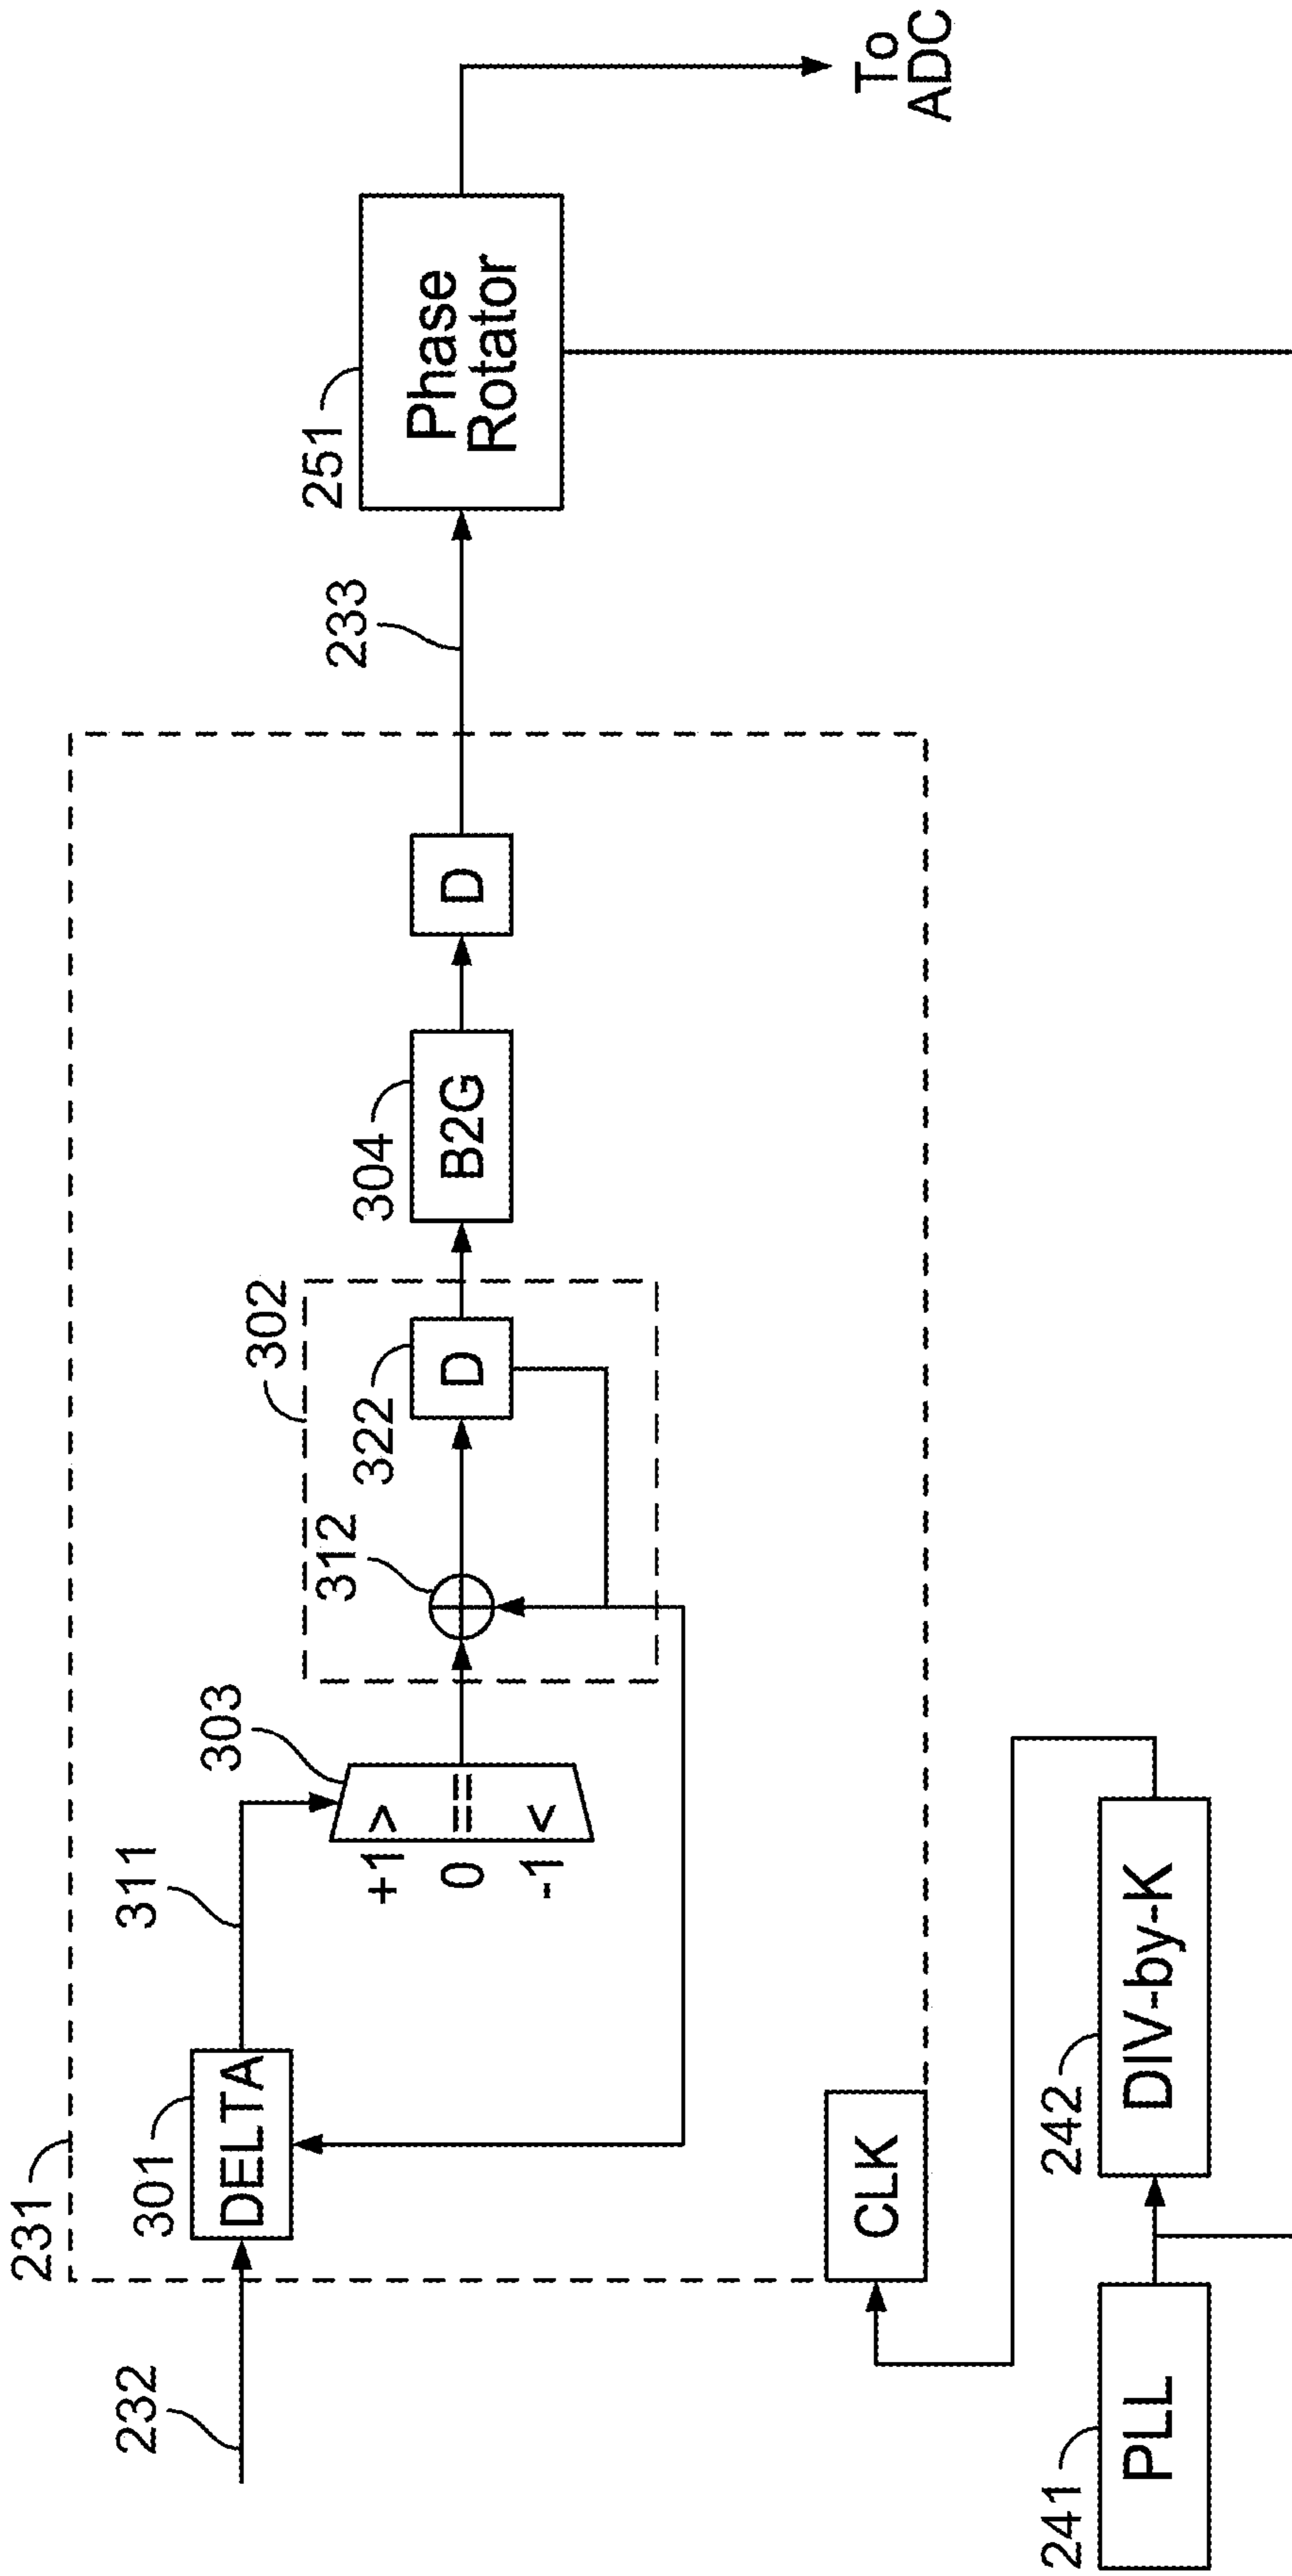 231
232
301
DELTA
311
303
+1 >
0 ==
-1 <
302
312
322
D
304
B2G
D
233
251
Phase
Rotator
To
ADC
CLK
241
PLL
242
DIV-by-K